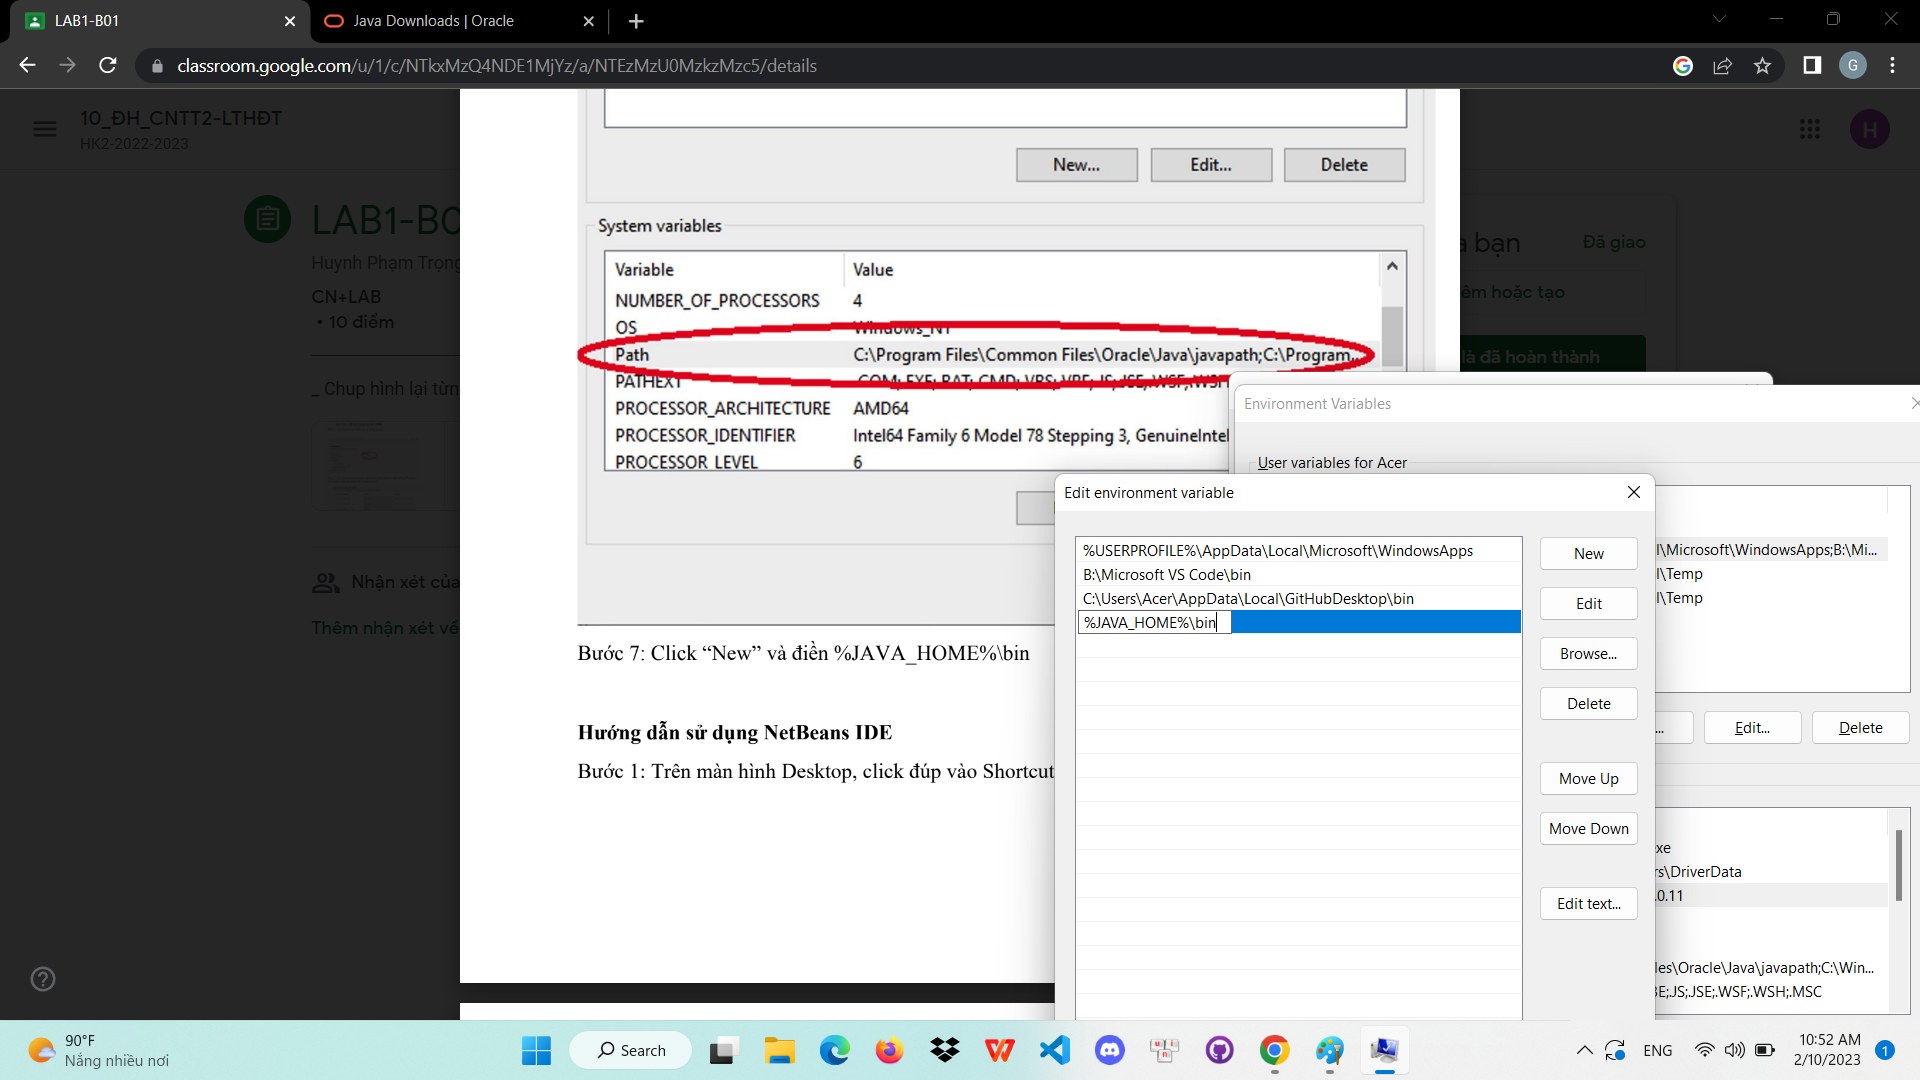 LAB1-B01
Java Downloads | Oracle
classroom.google.com/u/1/c/NTkxMzQ4NDE1MjYz/a/NTEzMzU0MzkzMzc5/details
G
10_ĐH_CNTT2-LTHĐT
HK2-2022-2023
H
New...
Edit...
Delete
LAB1-B0
Huynh Phạm Trọng
CN+LAB
• 10 điểm
_ Chụp hình lại từn
Nhận xét của
Thêm nhận xét về
a bạn
Đã giao
êm hoặc tạo
là đã hoàn thành
System variables
Variable Value
NUMBER_OF_PROCESSORS 4
OS Windows_NT
Path C:\Program Files\Common Files\Oracle\Java\javapath;C:\Program...
PATHEXT .COM;.EXE;.BAT;.CMD;.VBS;.VBE;.JS;.JSE;.WSF;.WSH
PROCESSOR_ARCHITECTURE AMD64
PROCESSOR_IDENTIFIER Intel64 Family 6 Model 78 Stepping 3, GenuineIntel
PROCESSOR_LEVEL 6
Bước 7: Click “New” và điền %JAVA_HOME%\bin
Hướng dẫn sử dụng NetBeans IDE
Bước 1: Trên màn hình Desktop, click đúp vào Shortcut
Environment Variables
User variables for Acer
l\Microsoft\WindowsApps;B:\Mi...
l\Temp
l\Temp
...
Edit...
Delete
xe
rs\DriverData
.0.11
les\Oracle\Java\javapath;C:\Win...
BE;.JS;.JSE;.WSF;.WSH;.MSC
Edit environment variable
%USERPROFILE%\AppData\Local\Microsoft\WindowsApps
B:\Microsoft VS Code\bin
C:\Users\Acer\AppData\Local\GitHubDesktop\bin
%JAVA_HOME%\bin
New
Edit
Browse...
Delete
Move Up
Move Down
Edit text...
90°F
Nắng nhiều nơi
Search
ENG
10:52 AM
2/10/2023
1